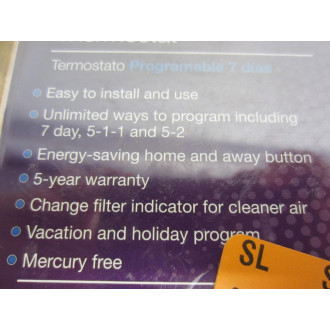 Termostato Programable 7 días
Easy to install and use
Unlimited ways to program including
7 day, 5-1-1 and 5-2
Energy-saving home and away button
5-year warranty
Change filter indicator for cleaner air
Vacation and holiday program
Mercury free
SL